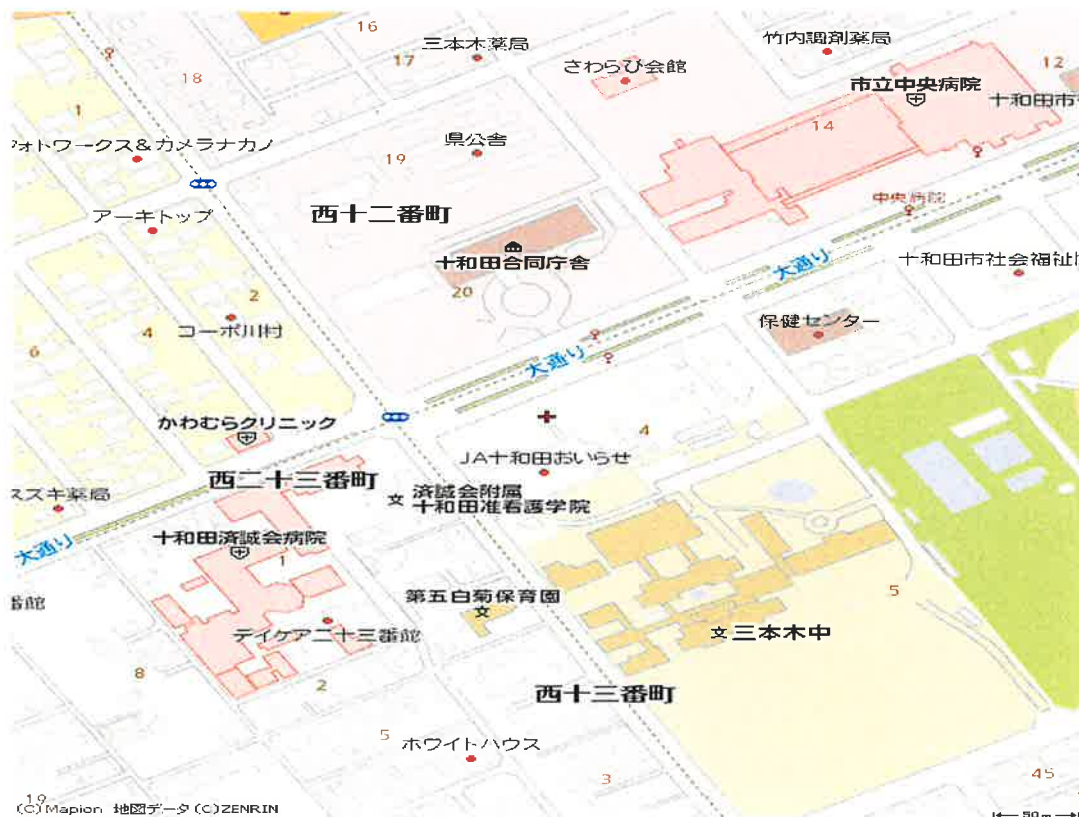 16
三本木薬局
竹内調剤薬局
17
さわらび会館
12
18
市立中央病院
十和田市
1
14
フォトワークス&カメラナカノ
県公舎
19
中央病院
アーキトップ
西十二番町
十和田合同庁舎
大通り
十和田市社会福祉
2
20
コーポ川村
4
保健センター
6
大通り
かわむらクリニック
4
JA十和田おいらせ
西二十三番町
スズキ薬局
済誠会附属
十和田准看護学院
大通り
十和田済誠会病院
1
5
番館
第五白菊保育園
デイケア二十三番館
三本木中
8
2
西十三番町
5
ホワイトハウス
3
45
19
(C)Mapion 地図データ(C)ZENRIN
50m